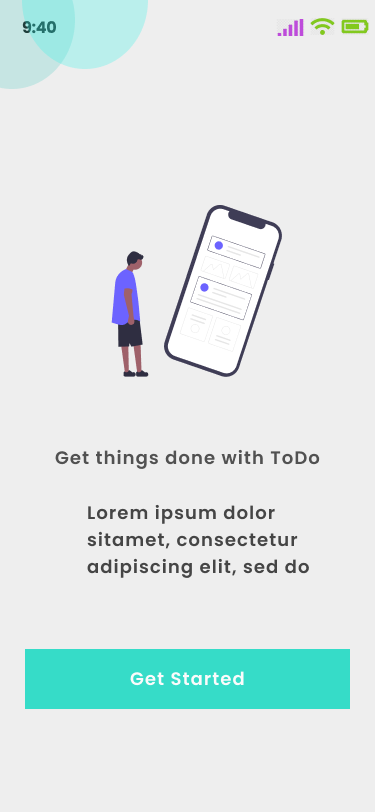 9:40
Get things done with ToDo
Lorem ipsum dolor
sitamet, consectetur
adipiscing elit, sed do
Get Started